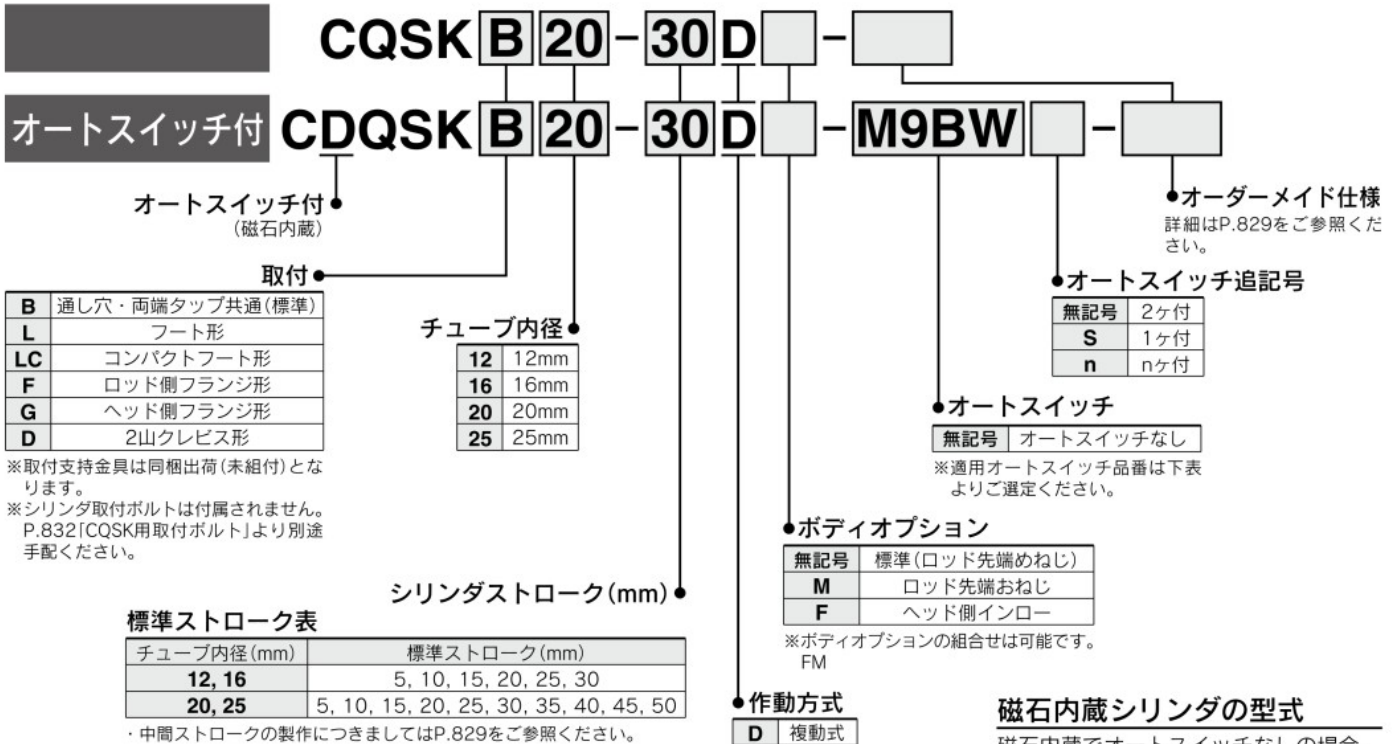 CQSK B 20 - 30 D -
オートスイッチ付 CDQSK B 20 - 30 D - M9BW -
オートスイッチ付
(磁石内蔵)
取付
B 通し穴・両端タップ共通(標準)
L フート形
LC コンパクトフート形
F ロッド側フランジ形
G ヘッド側フランジ形
D 2山クレビス形
※取付支持金具は同梱出荷(未組付)とな
ります。
※シリンダ取付ボルトは付属されません。
P.832「CQSK用取付ボルト」より別途
手配ください。
チューブ内径
12 12mm
16 16mm
20 20mm
25 25mm
シリンダストローク(mm)
標準ストローク表
チューブ内径(mm) 標準ストローク(mm)
12, 16 5, 10, 15, 20, 25, 30
20, 25 5, 10, 15, 20, 25, 30, 35, 40, 45, 50
・中間ストロークの製作につきましてはP.829をご参照ください。
オーダーメイド仕様
詳細はP.829をご参照くだ
さい。
オートスイッチ追記号
無記号 2ヶ付
S 1ヶ付
n nヶ付
オートスイッチ
無記号 オートスイッチなし
※適用オートスイッチ品番は下表
よりご選定ください。
ボディオプション
無記号 標準(ロッド先端めねじ)
M ロッド先端おねじ
F ヘッド側インロー
※ボディオプションの組合せは可能です。
FM
作動方式
D 複動式
磁石内蔵シリンダの型式
磁石内蔵でオートスイッチなしの場合